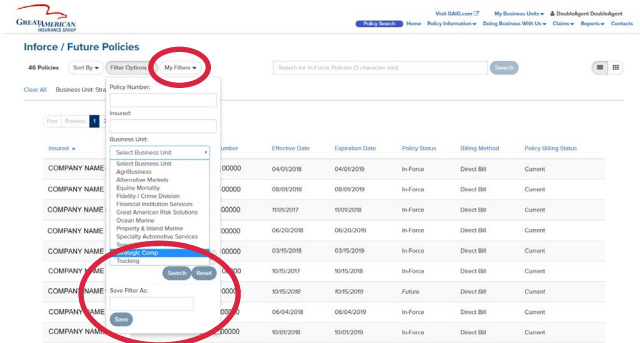 GREATAMERICAN
INSURANCE GROUP
Visit GAIG.com My Business Units DoubleAgent DoubleAgent
Policy Search Home Policy Information Doing Business With Us Claims Reports Contacts
Inforce / Future Policies
46 Policies Sort By Filter Options My Filters Search for In-Force Policies (3 character min) Search
Clear All Business Unit: Stra
Policy Number:
Insured:
First Previous 1 2
Business Unit:
Select Business Unit
Select Business Unit
AgriBusiness
Alternative Markets
Equine Mortality
Fidelity / Crime Division
Financial Institution Services
Great American Risk Solutions
Ocean Marine
Property & Inland Marine
Specialty Automotive Services
Strategic Comp
Trucking
Search Reset
Save Filter As:
Save
Insured umber Effective Date Expiration Date Policy Status Billing Method Policy Billing Status
COMPANY NAME 00000 04/01/2018 04/01/2019 In-Force Direct Bill Current
COMPANY NAME 00000 08/01/2018 08/01/2019 In-Force Direct Bill Current
COMPANY NAME 00000 11/01/2017 11/01/2018 In-Force Direct Bill Current
COMPANY NAME 00000 06/20/2018 06/20/2019 In-Force Direct Bill Current
COMPANY NAME 00000 03/15/2018 03/15/2019 In-Force Direct Bill Current
COMPANY NAME 00000 10/15/2017 10/15/2018 In-Force Direct Bill Current
COMPANY NAME 00000 10/15/2018 10/15/2019 Future Direct Bill Current
COMPANY NAME 00000 06/04/2018 06/04/2019 In-Force Direct Bill Current
COMPANY NAME 00000 10/01/2018 10/01/2019 In-Force Direct Bill Current